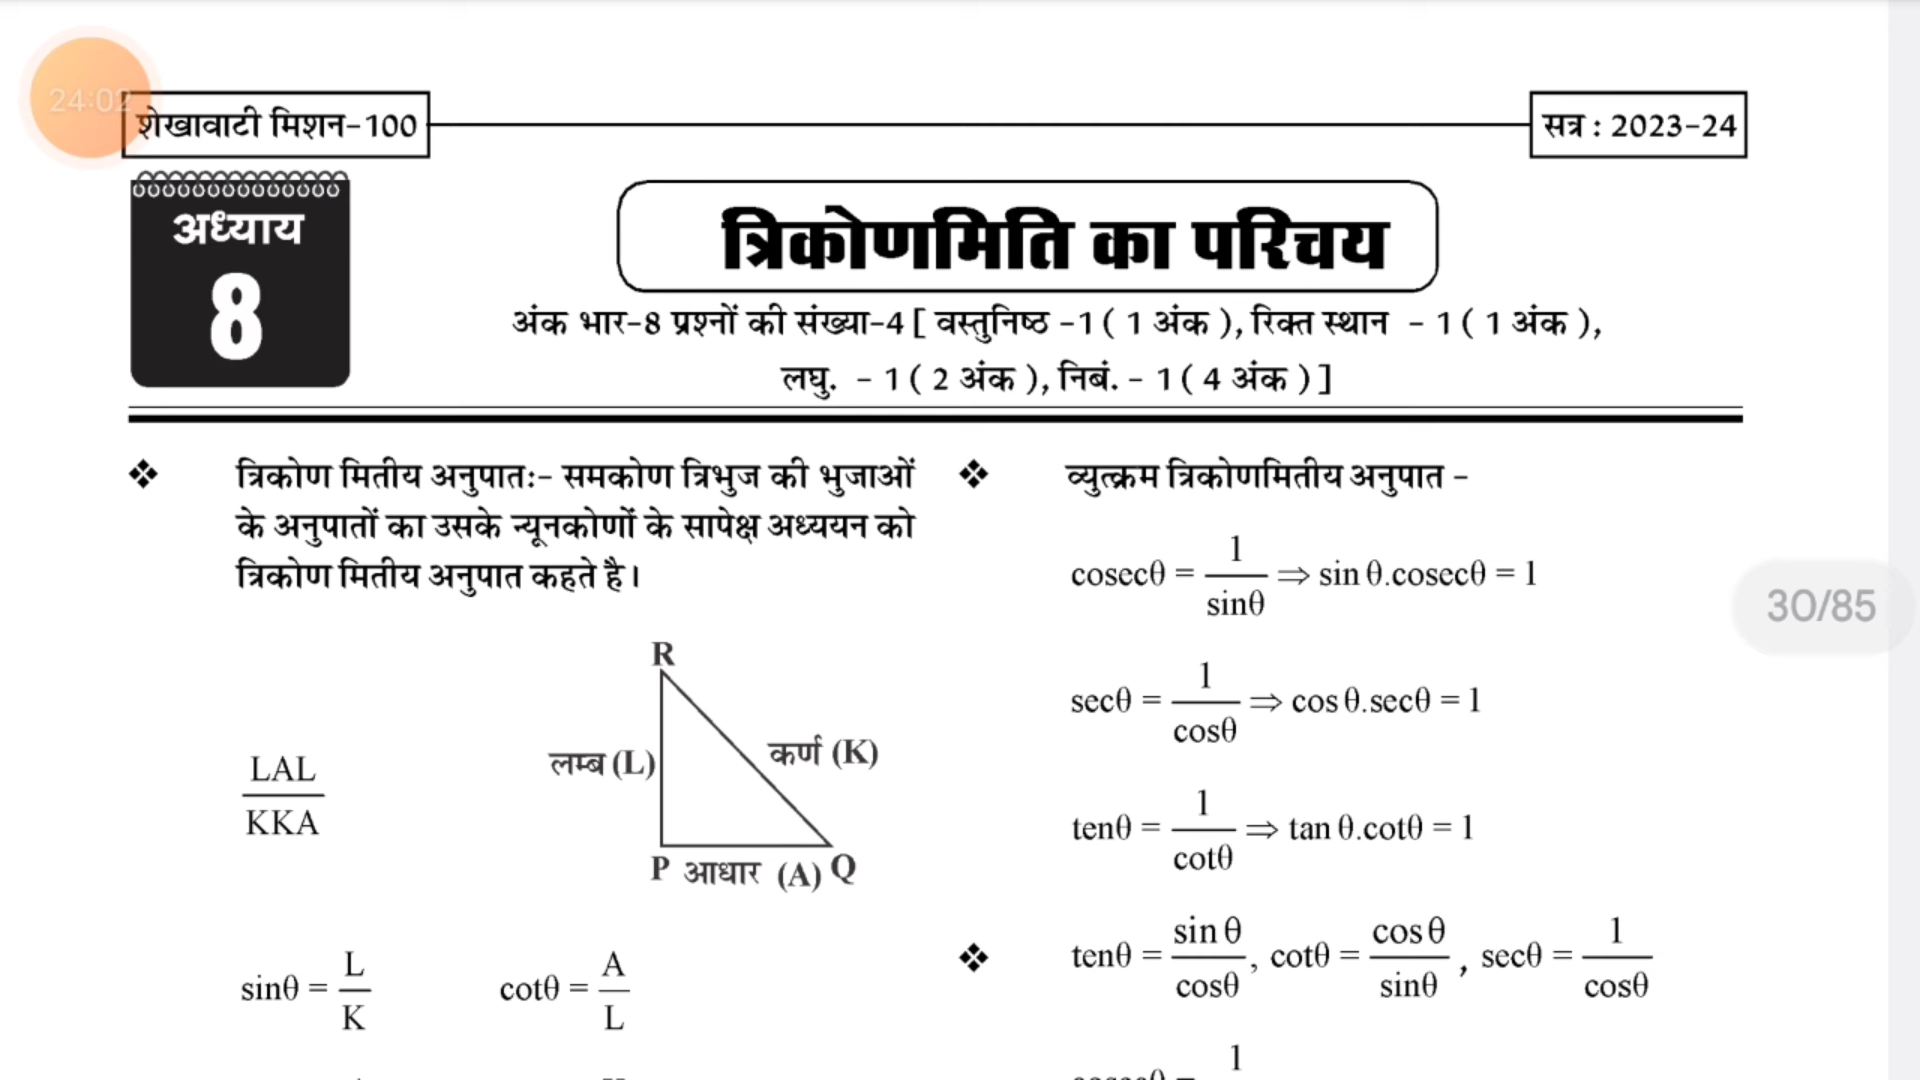 24:02
शेखावाटी मिशन-100
सत्र : 2023-24
अध्याय
8
त्रिकोणमिति का परिचय
अंक भार-8 प्रश्नों की संख्या-4 [ वस्तुनिष्ठ -1 ( 1 अंक ), रिक्त स्थान - 1 ( 1 अंक ),
लघु. - 1 ( 2 अंक ), निबं. - 1 ( 4 अंक ) ]
❖ त्रिकोण मितीय अनुपातः- समकोण त्रिभुज की भुजाओं
के अनुपातों का उसके न्यूनकोणों के सापेक्ष अध्ययन को
त्रिकोण मितीय अनुपात कहते है।
R
लम्ब (L)
कर्ण (K)
P आधार (A) Q
LAL
KKA
sinθ = L/K cotθ = A/L
❖ व्युत्क्रम त्रिकोणमितीय अनुपात -
cosecθ = 1/sinθ ⇒ sin θ.cosecθ = 1
secθ = 1/cosθ ⇒ cos θ.secθ = 1
tenθ = 1/cotθ ⇒ tan θ.cotθ = 1
❖ tenθ = sin θ/cosθ, cotθ = cos θ/sinθ, secθ = 1/cosθ
1
30/85